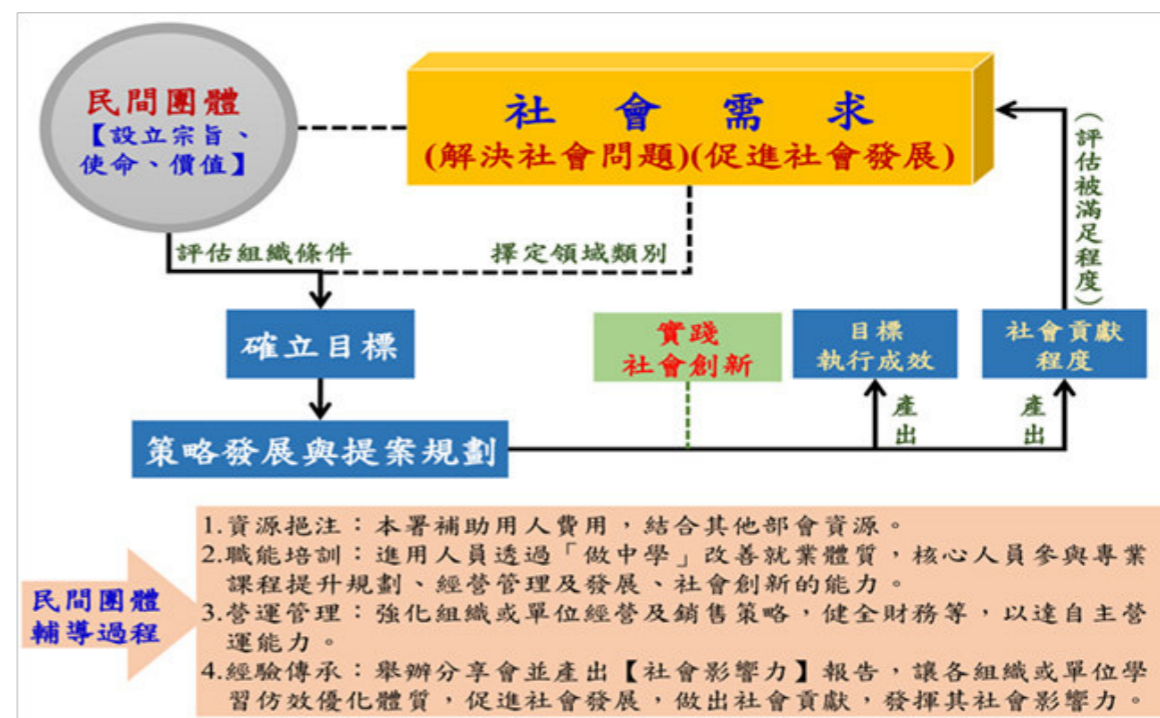 民間團體
【設立宗旨、
使命、價值】
社會需求
(解決社會問題)(促進社會發展)
(評估被滿足程度)
評估組織條件
擇定領域類別
確立目標
實踐
社會創新
目標
執行成效
社會貢獻
程度
產出
產出
策略發展與提案規劃
民間團體
輔導過程
1.資源挹注：本署補助用人費用，結合其他部會資源。
2.職能培訓：進用人員透過「做中學」改善就業體質，核心人員參與專業
課程提升規劃、經營管理及發展、社會創新的能力。
3.營運管理：強化組織或單位經營及銷售策略，健全財務等，以達自主營
運能力。
4.經驗傳承：舉辦分享會並產出【社會影響力】報告，讓各組織或單位學
習仿效優化體質，促進社會發展，做出社會貢獻，發揮其社會影響力。